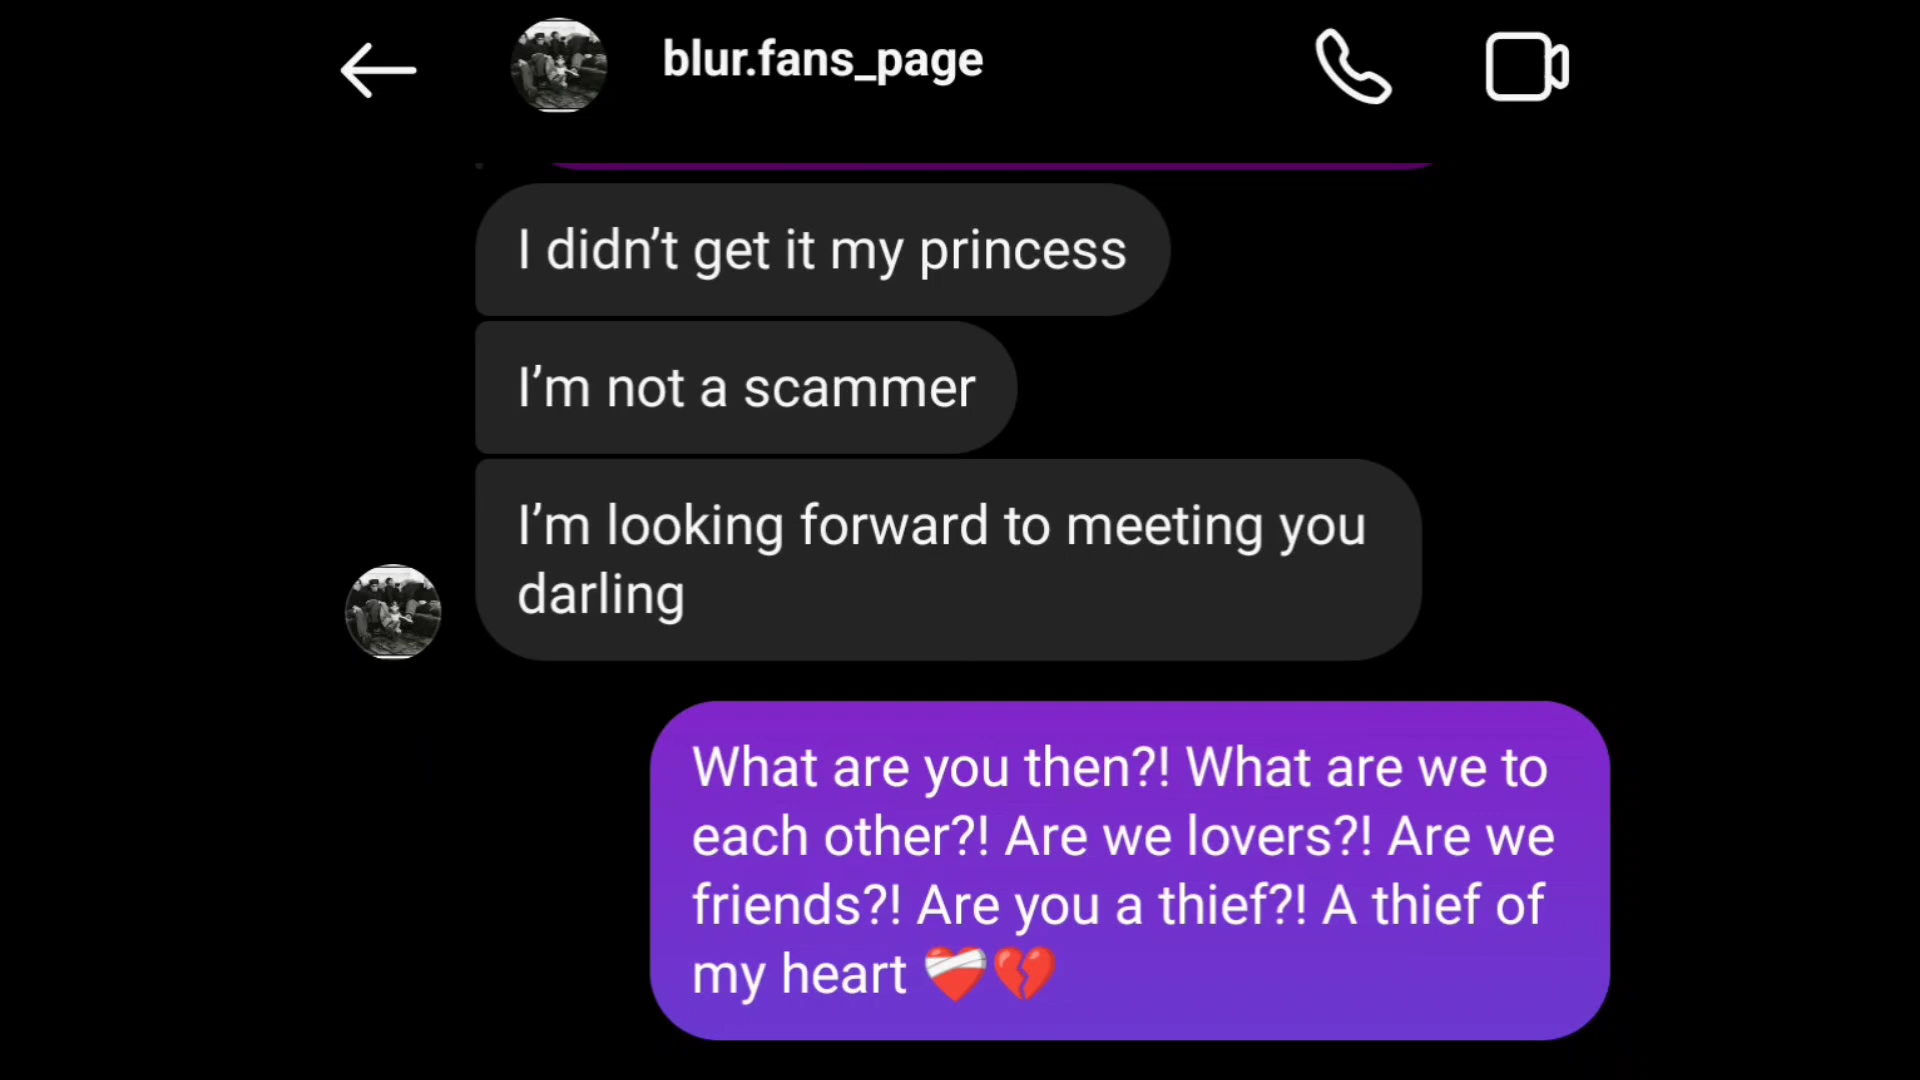 blur.fans_page
I didn’t get it my princess
I’m not a scammer
I’m looking forward to meeting you
darling
What are you then?! What are we to
each other?! Are we lovers?! Are we
friends?! Are you a thief?! A thief of
my heart ❤️‍🩹💔